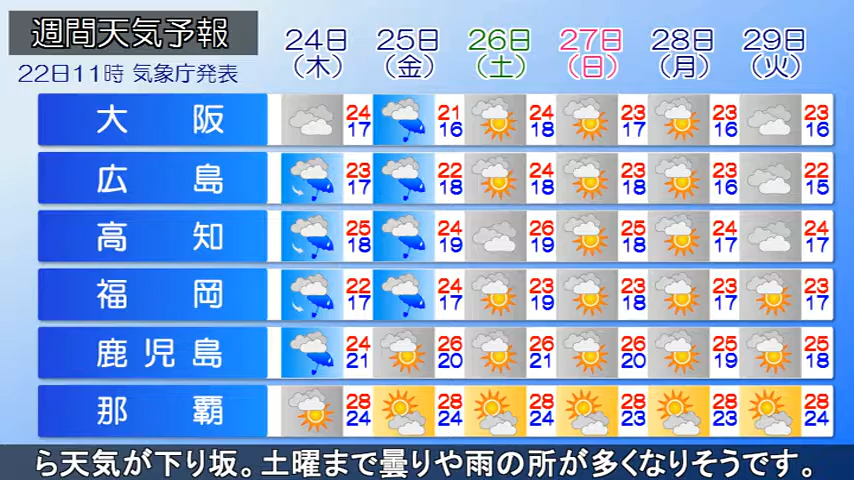 週間天気予報
22日11時 気象庁発表
24日 25日 26日 27日 28日 29日
(木) (金) (土) (日) (月) (火)
大阪 24 17 21 16 24 18 23 17 23 16 23 16
広島 23 17 22 18 24 18 23 18 23 16 22 15
高知 25 18 24 19 26 19 25 18 24 17 24 17
福岡 22 17 24 17 23 19 23 18 23 17 23 17
鹿児島 24 21 26 20 26 21 26 20 25 19 25 18
那覇 28 24 28 24 28 24 28 23 28 23 28 24
ら天気が下り坂。土曜まで曇りや雨の所が多くなりそうです。